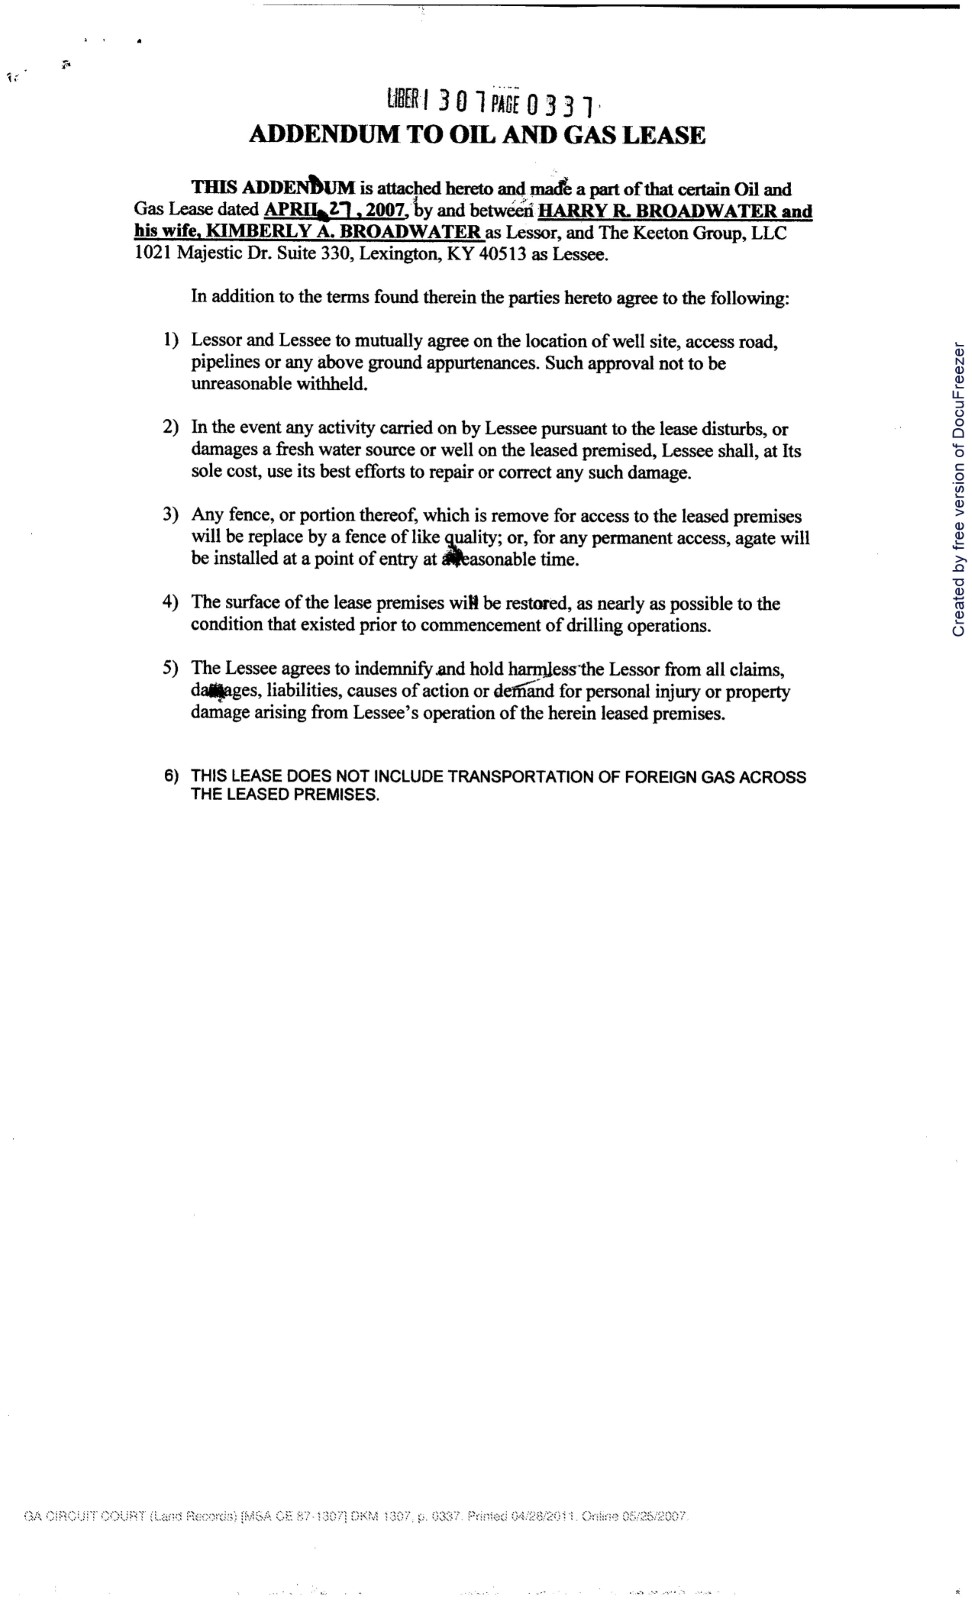 LIBER 1 3 0 7 PAGE 0 3 3 7
ADDENDUM TO OIL AND GAS LEASE
THIS ADDENDUM is attached hereto and made a part of that certain Oil and
Gas Lease dated APRIL 27, 2007, by and between HARRY R. BROADWATER and
his wife, KIMBERLY A. BROADWATER as Lessor, and The Keeton Group, LLC
1021 Majestic Dr. Suite 330, Lexington, KY 40513 as Lessee.
In addition to the terms found therein the parties hereto agree to the following:
1) Lessor and Lessee to mutually agree on the location of well site, access road,
pipelines or any above ground appurtenances. Such approval not to be
unreasonable withheld.
2) In the event any activity carried on by Lessee pursuant to the lease disturbs, or
damages a fresh water source or well on the leased premised, Lessee shall, at Its
sole cost, use its best efforts to repair or correct any such damage.
3) Any fence, or portion thereof, which is remove for access to the leased premises
will be replace by a fence of like quality; or, for any permanent access, agate will
be installed at a point of entry at a reasonable time.
4) The surface of the lease premises will be restored, as nearly as possible to the
condition that existed prior to commencement of drilling operations.
5) The Lessee agrees to indemnify and hold harmless the Lessor from all claims,
damages, liabilities, causes of action or demand for personal injury or property
damage arising from Lessee's operation of the herein leased premises.
6) THIS LEASE DOES NOT INCLUDE TRANSPORTATION OF FOREIGN GAS ACROSS
THE LEASED PREMISES.
Created by free version of DocuFreezer
GA CIRCUIT COURT (Land Records) [MSA CE 87-1307] DKM 1307, p. 0337. Printed 04/28/2011. Online 05/25/2007.